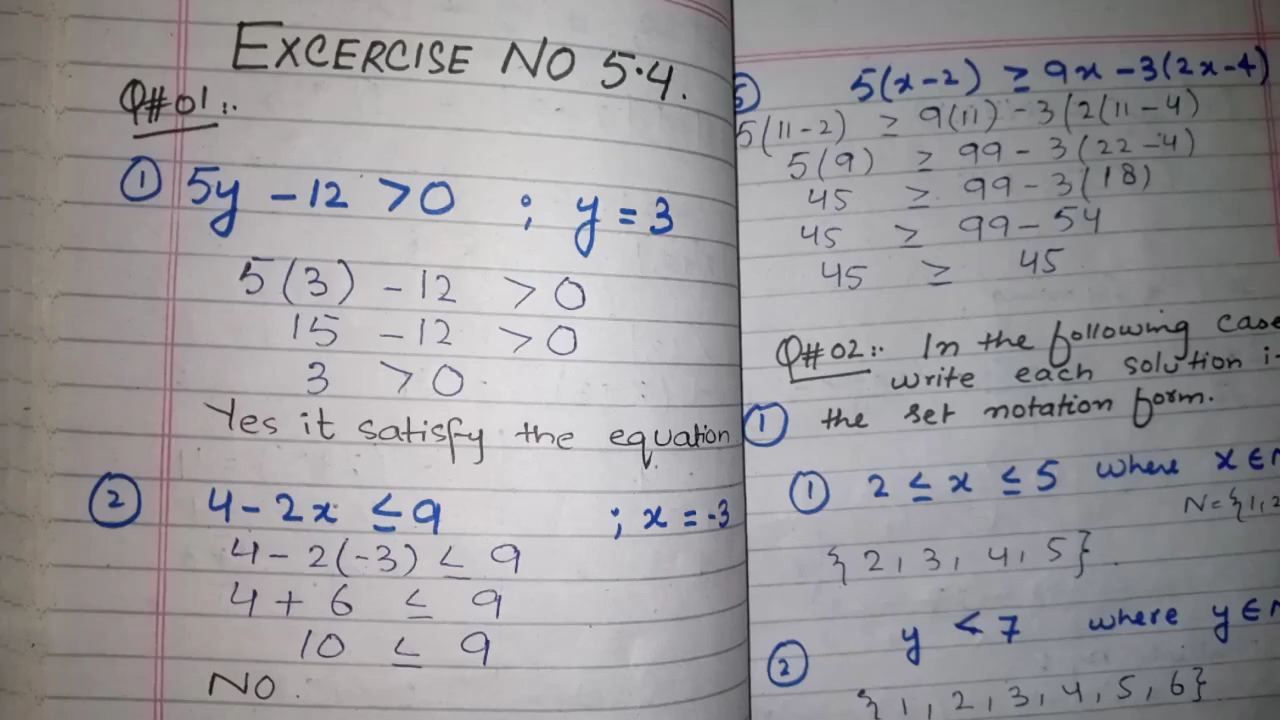 EXCERCISE NO 5.4.
Q#01:.
① 5y - 12 > 0 ; y = 3
5(3) - 12 > 0
15 - 12 > 0
3 > 0
Yes it satisfy the equation
② 4 - 2x ≤ 9 ; x = -3
4 - 2(-3) ≤ 9
4 + 6 ≤ 9
10 ≤ 9
NO.
5(x-2) ≥ 9x - 3(2x-4)
5(11-2) ≥ 9(11) - 3(2(11-4)
5(9) ≥ 99 - 3(22-4)
45 ≥ 99 - 3(18)
45 ≥ 99 - 54
45 ≥ 45
Q#02:. In the following case
write each solution i
① the set notation form.
① 2 ≤ x ≤ 5 where x ∈ N
N = {1, 2
{2, 3, 4, 5}
② y < 7 where y ∈ N
{1, 2, 3, 4, 5, 6}